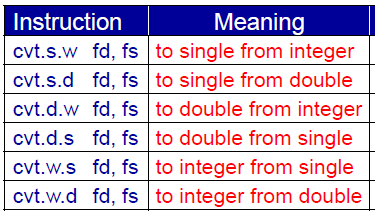 Instruction Meaning
cvt.s.w fd, fs to single from integer
cvt.s.d fd, fs to single from double
cvt.d.w fd, fs to double from integer
cvt.d.s fd, fs to double from single
cvt.w.s fd, fs to integer from single
cvt.w.d fd, fs to integer from double